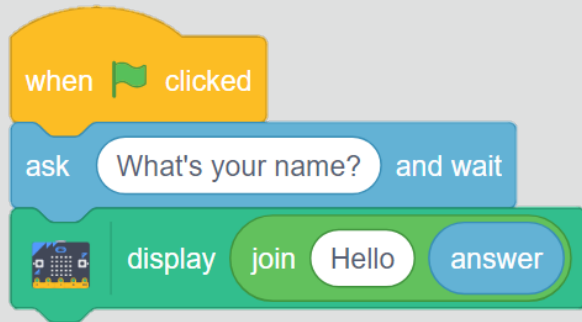 when clicked
ask What's your name? and wait
display join Hello answer